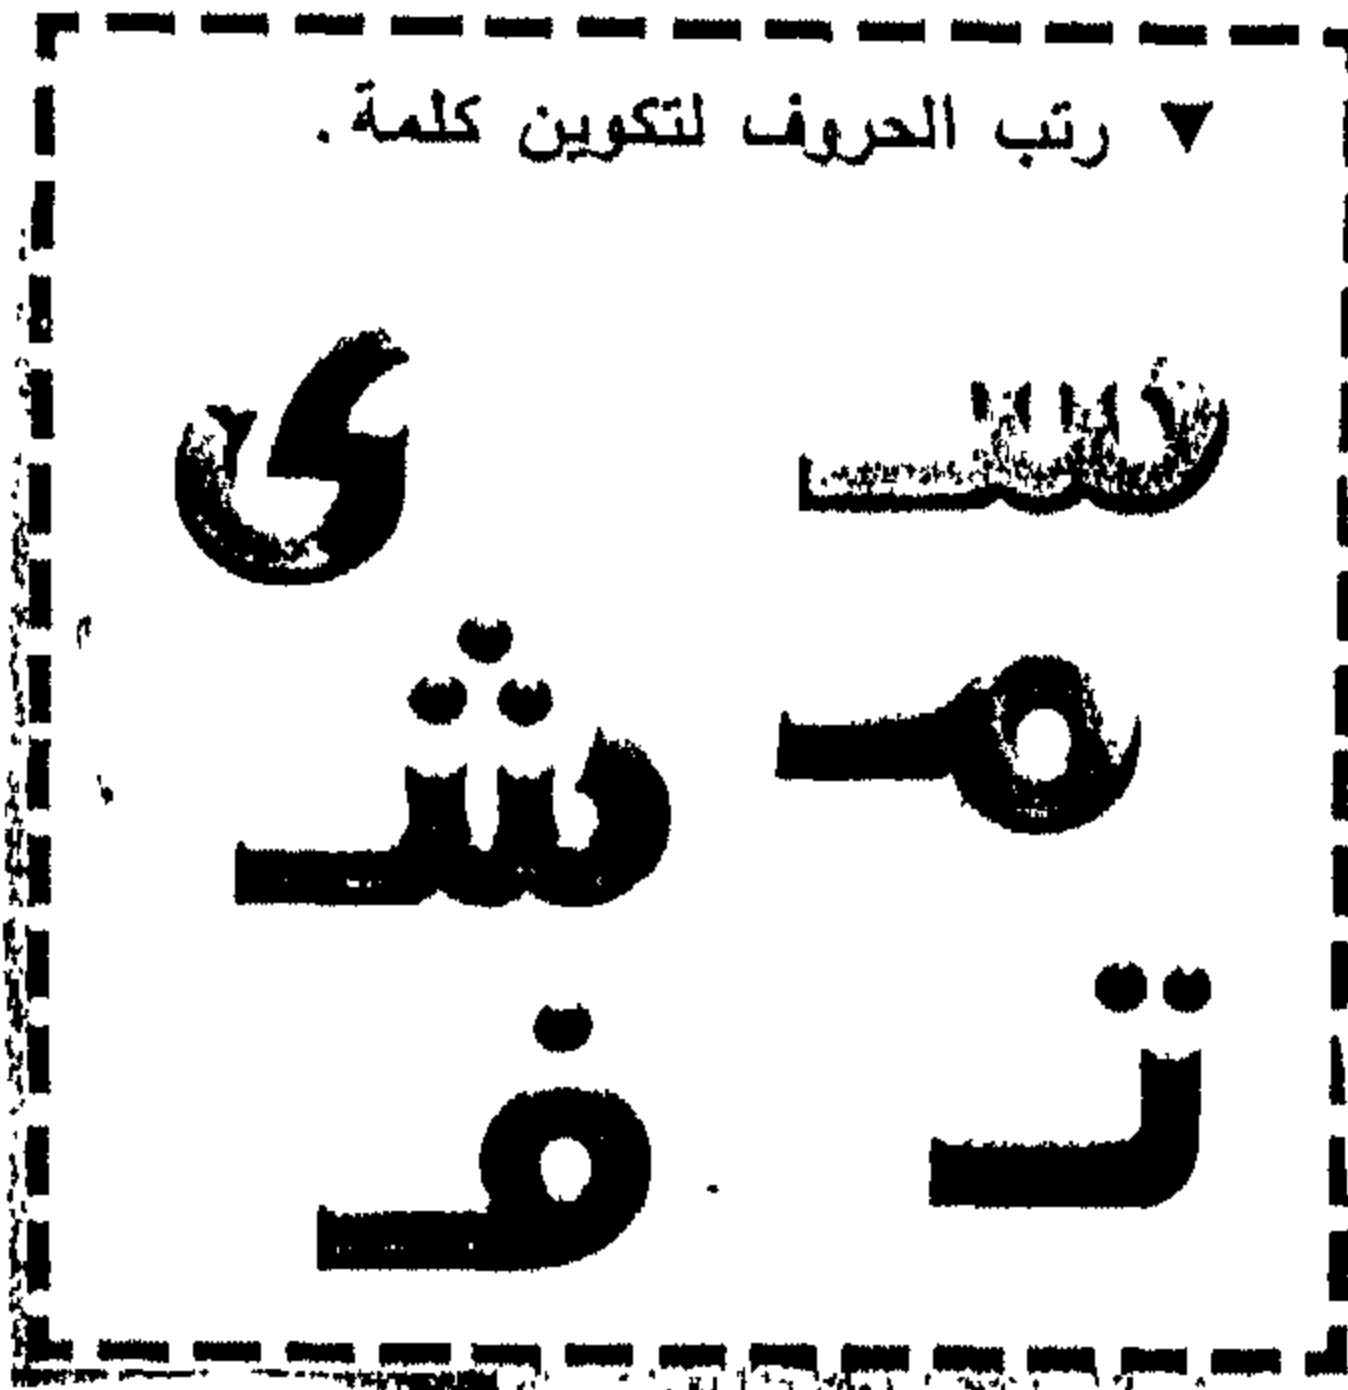 ▼ رتب الحروف لتكوين كلمة.
سـ ى
مـ شـ
تـ فـ